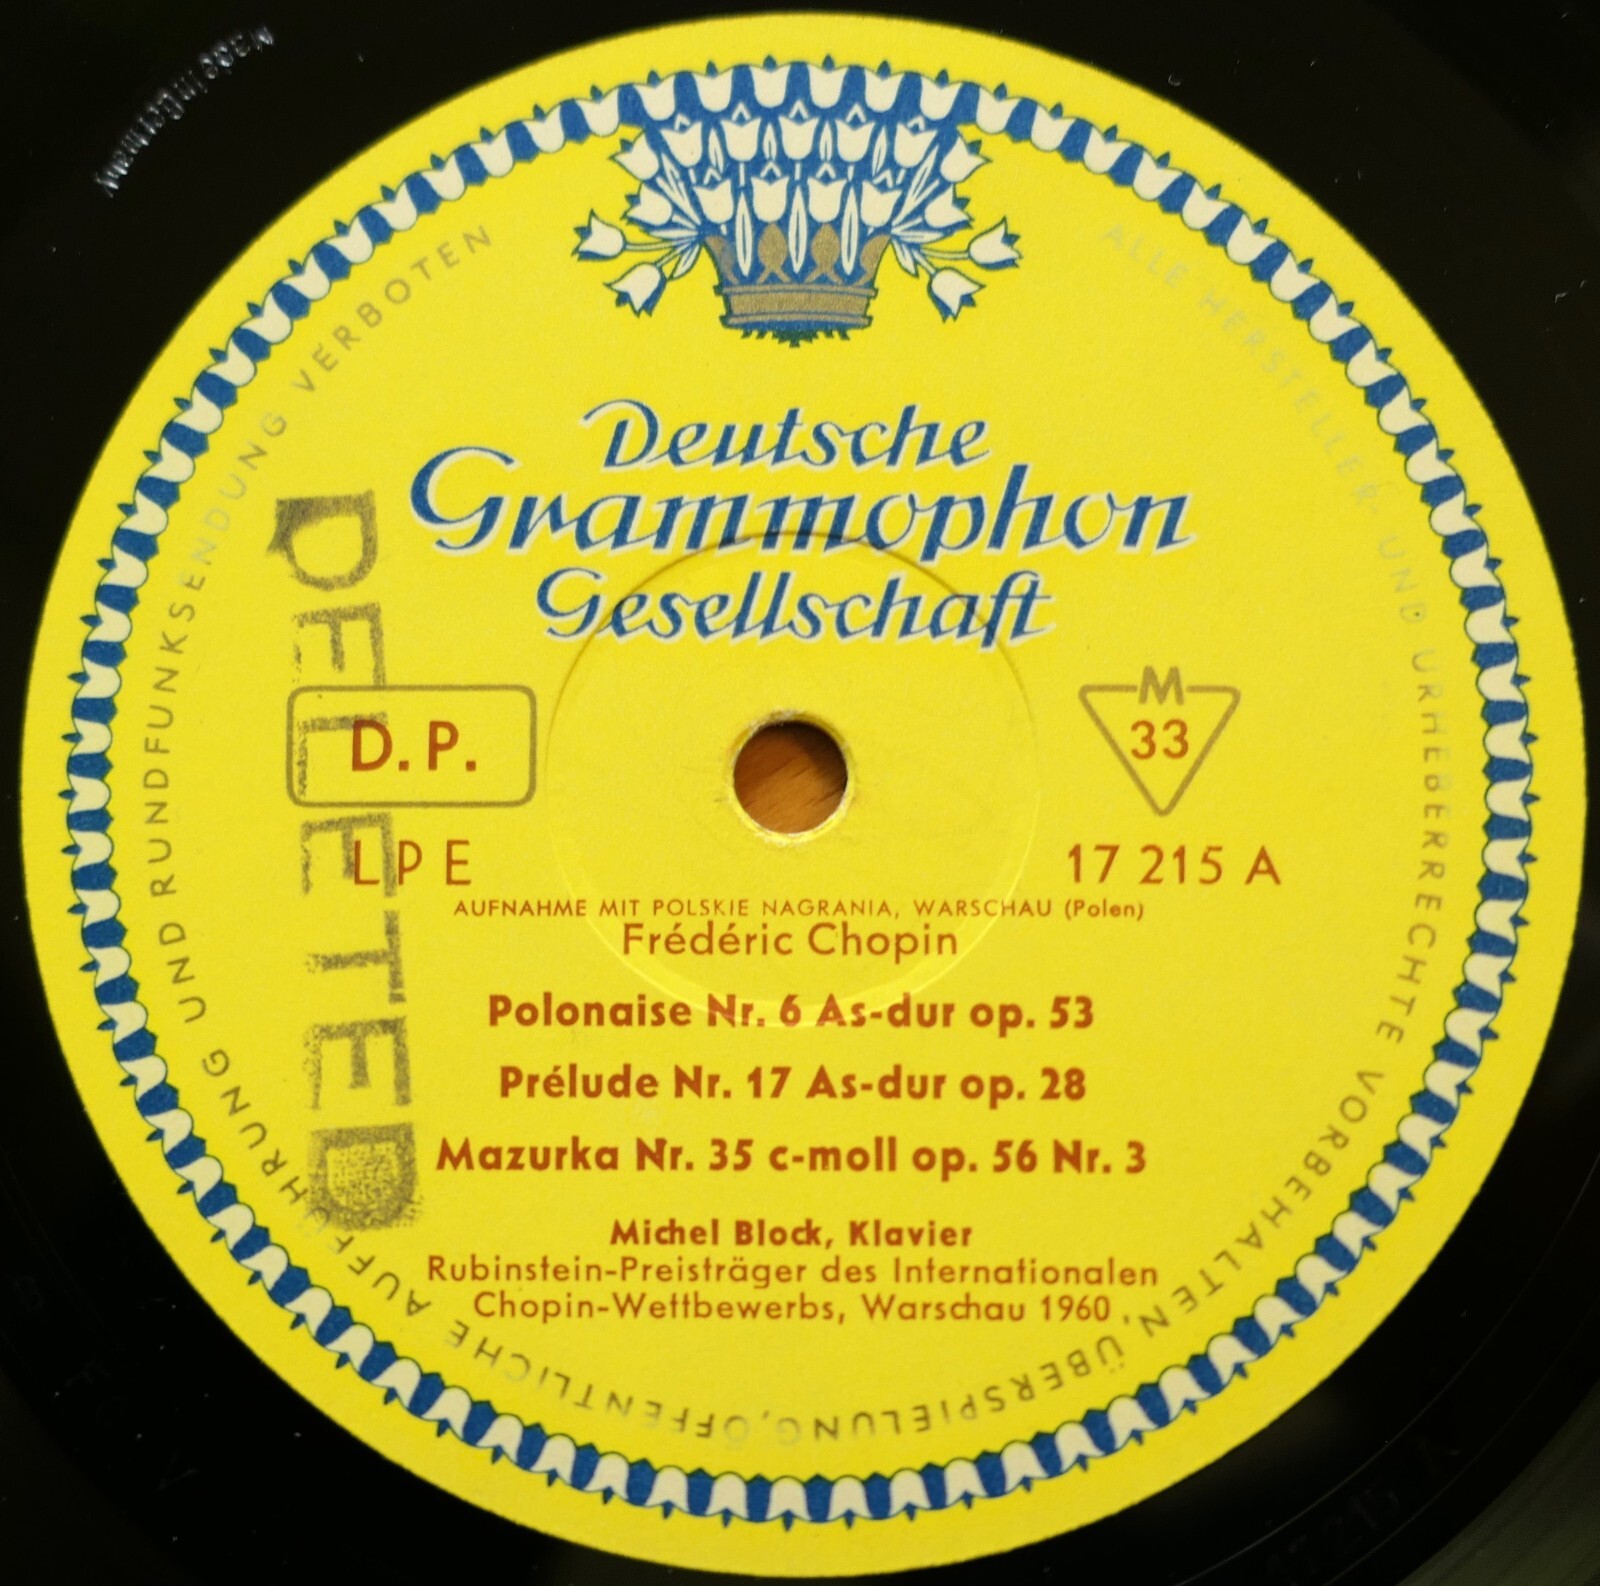 Made in Germany
ALLE HERSTELLER- UND URHEBERRECHTE VORBEHALTEN, ÜBERSPIELUNG, ÖFFENTLICHE AUFFÜHRUNG UND RUNDFUNKSENDUNG VERBOTEN
Deutsche
Grammophon
Gesellschaft
DELETED
D. P.
M
33
LPE
17 215 A
AUFNAHME MIT POLSKIE NAGRANIA, WARSCHAU (Polen)
Frédéric Chopin
Polonaise Nr. 6 As-dur op. 53
Prélude Nr. 17 As-dur op. 28
Mazurka Nr. 35 c-moll op. 56 Nr. 3
Michel Block, Klavier
Rubinstein-Preisträger des Internationalen
Chopin-Wettbewerbs, Warschau 1960